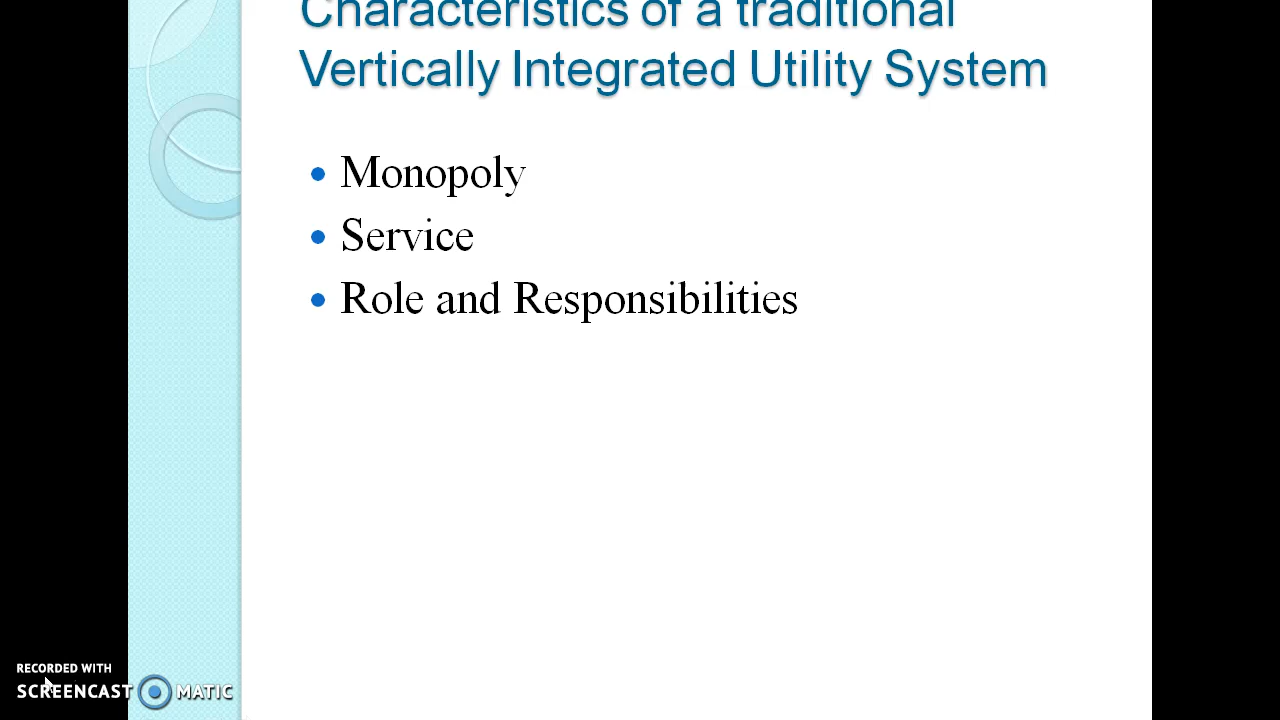 Characteristics of a traditional
Vertically Integrated Utility System
Monopoly
Service
Role and Responsibilities
RECORDED WITH
SCREENCAST MATIC